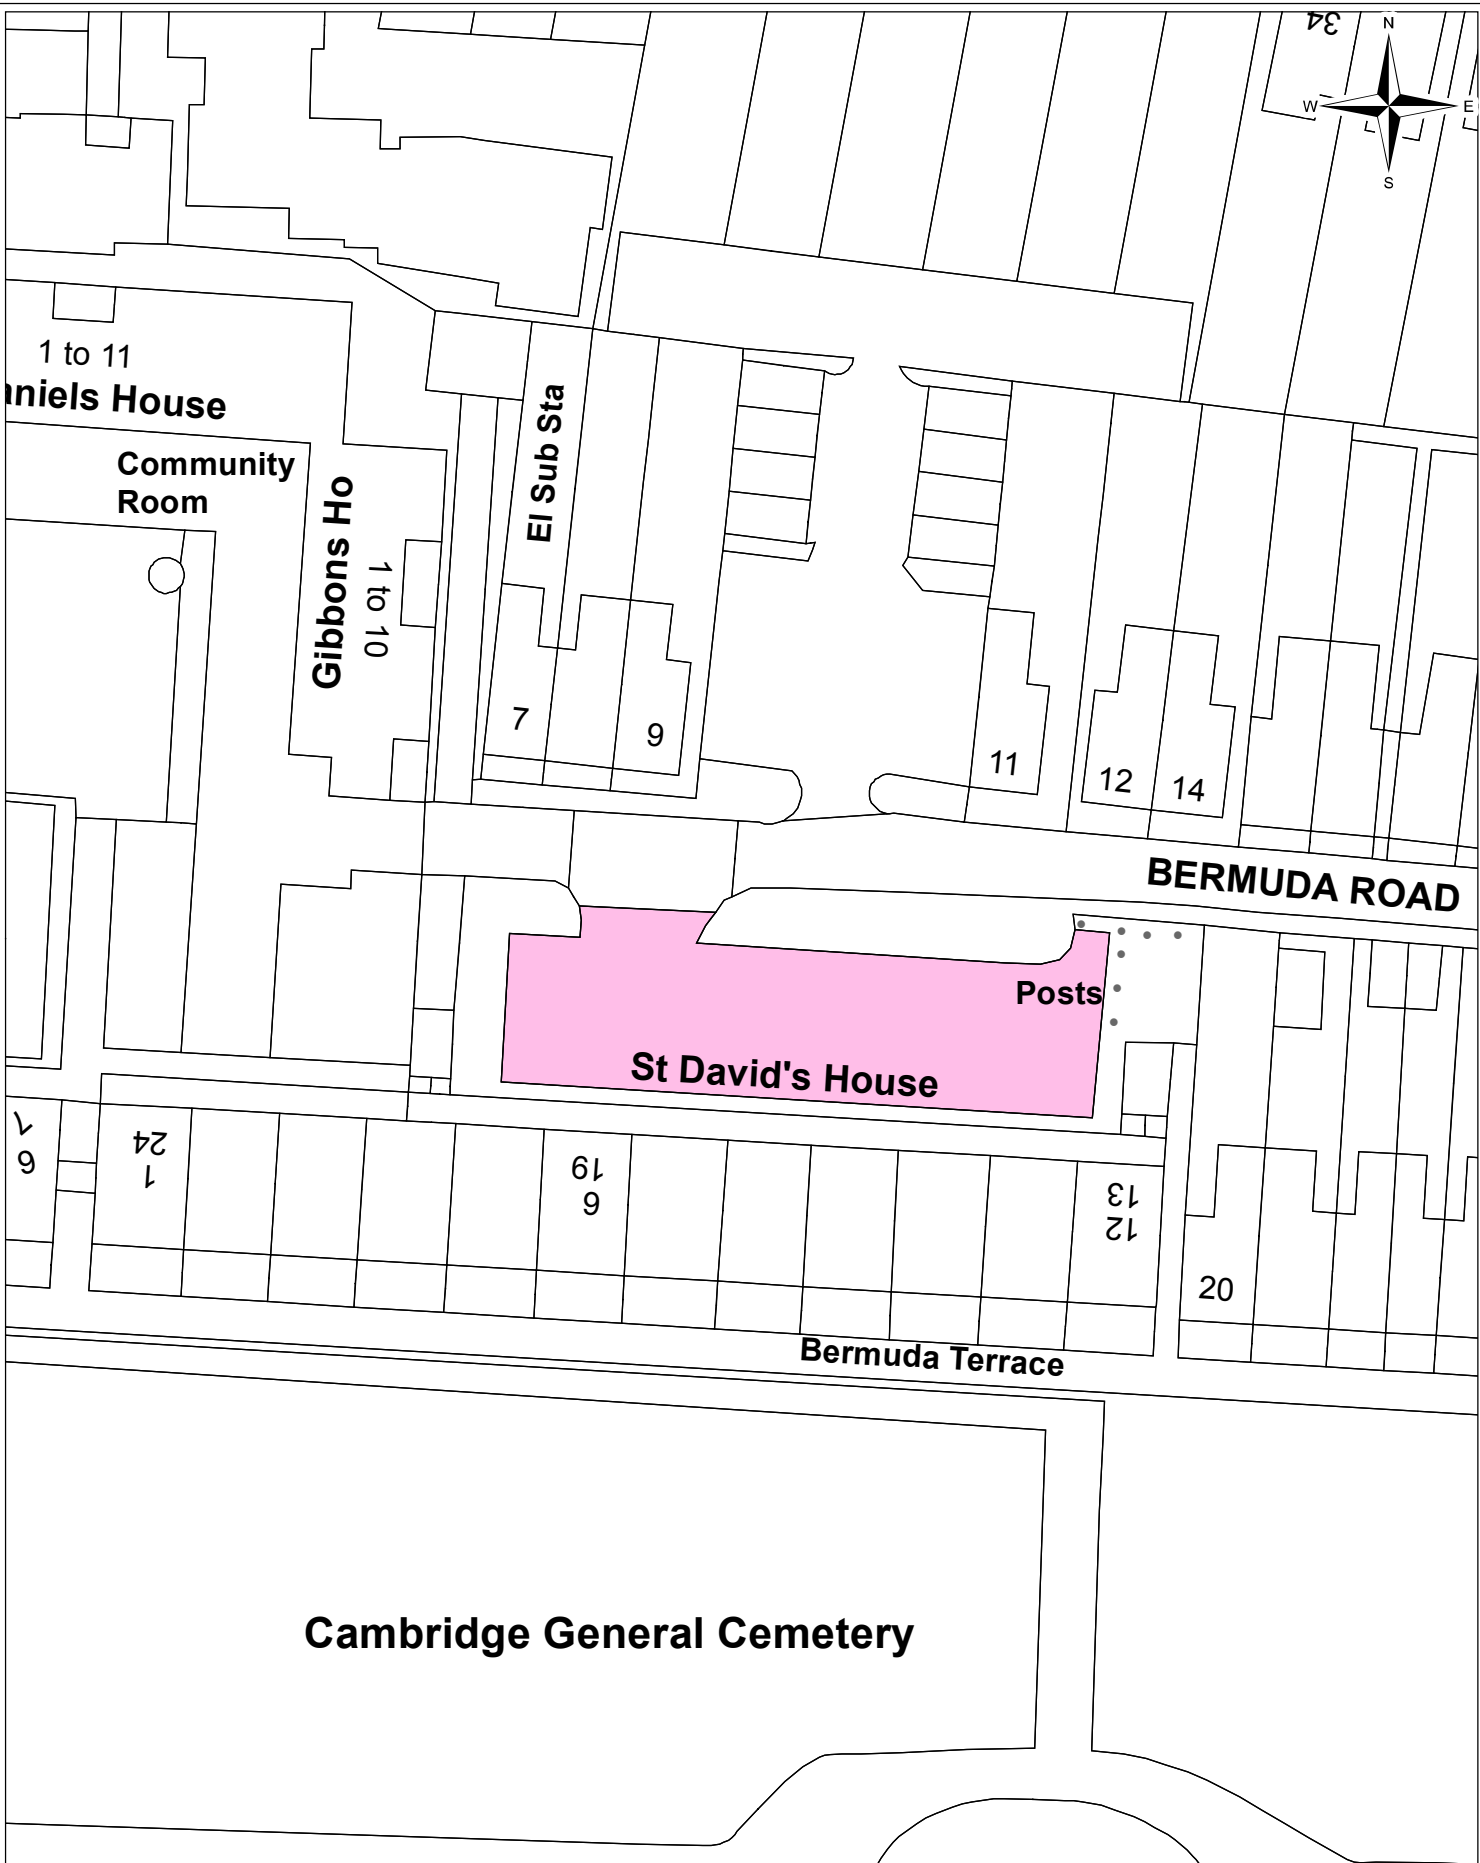 34
N
W
E
S
1 to 11
aniels House
Community
Room
El Sub Sta
Gibbons Ho
1 to 10
7
9
11
12
14
BERMUDA ROAD
Posts
St David's House
7
6
24
1
19
6
13
12
20
Bermuda Terrace
Cambridge General Cemetery